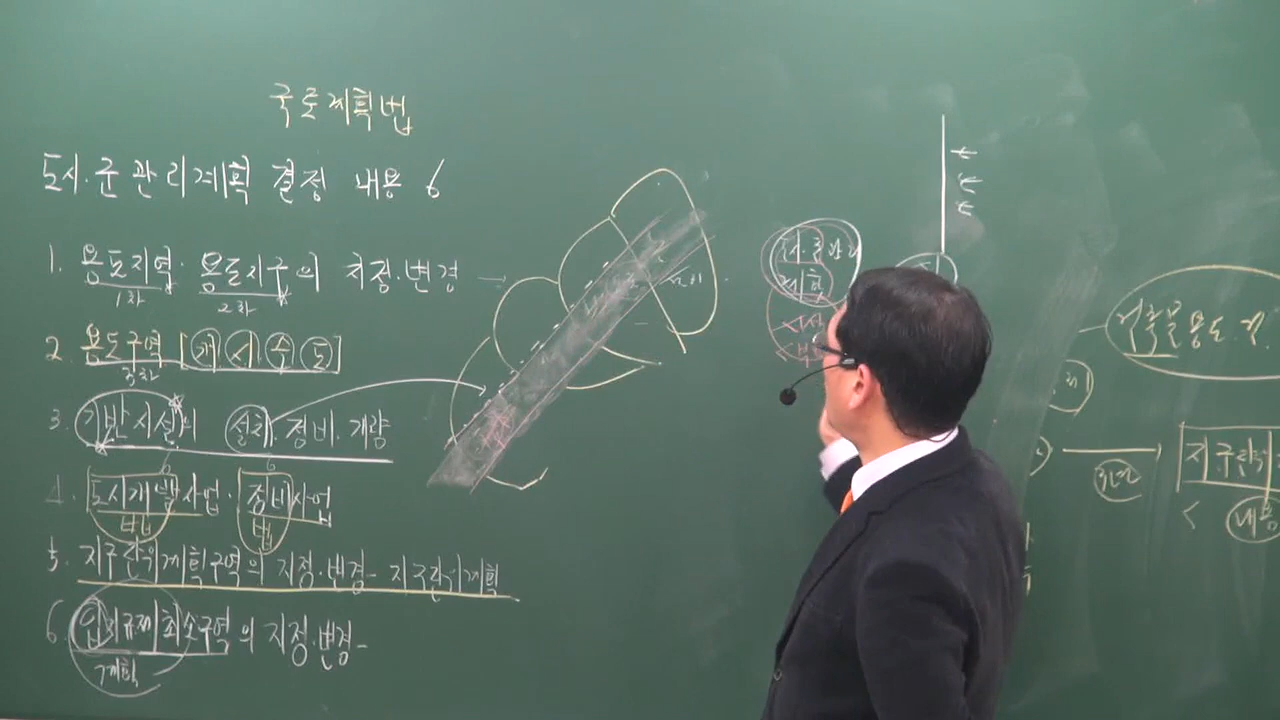 국토계획법
도시·군관리계획 결정 내용 6
1. 용도지역·용도지구의 지정·변경
1차 2차
2. 용도구역 [개 시 수 도]
3차
3. 기반시설의 설치·정비·개량
4. 도시개발사업·정비사업
법 법
5. 지구단위계획구역의 지정·변경 - 지구단위계획
6. 입지규제최소구역의 지정·변경 -
계획
도시·군관리
계획
건축물 용도·
3년
지구단위
내용